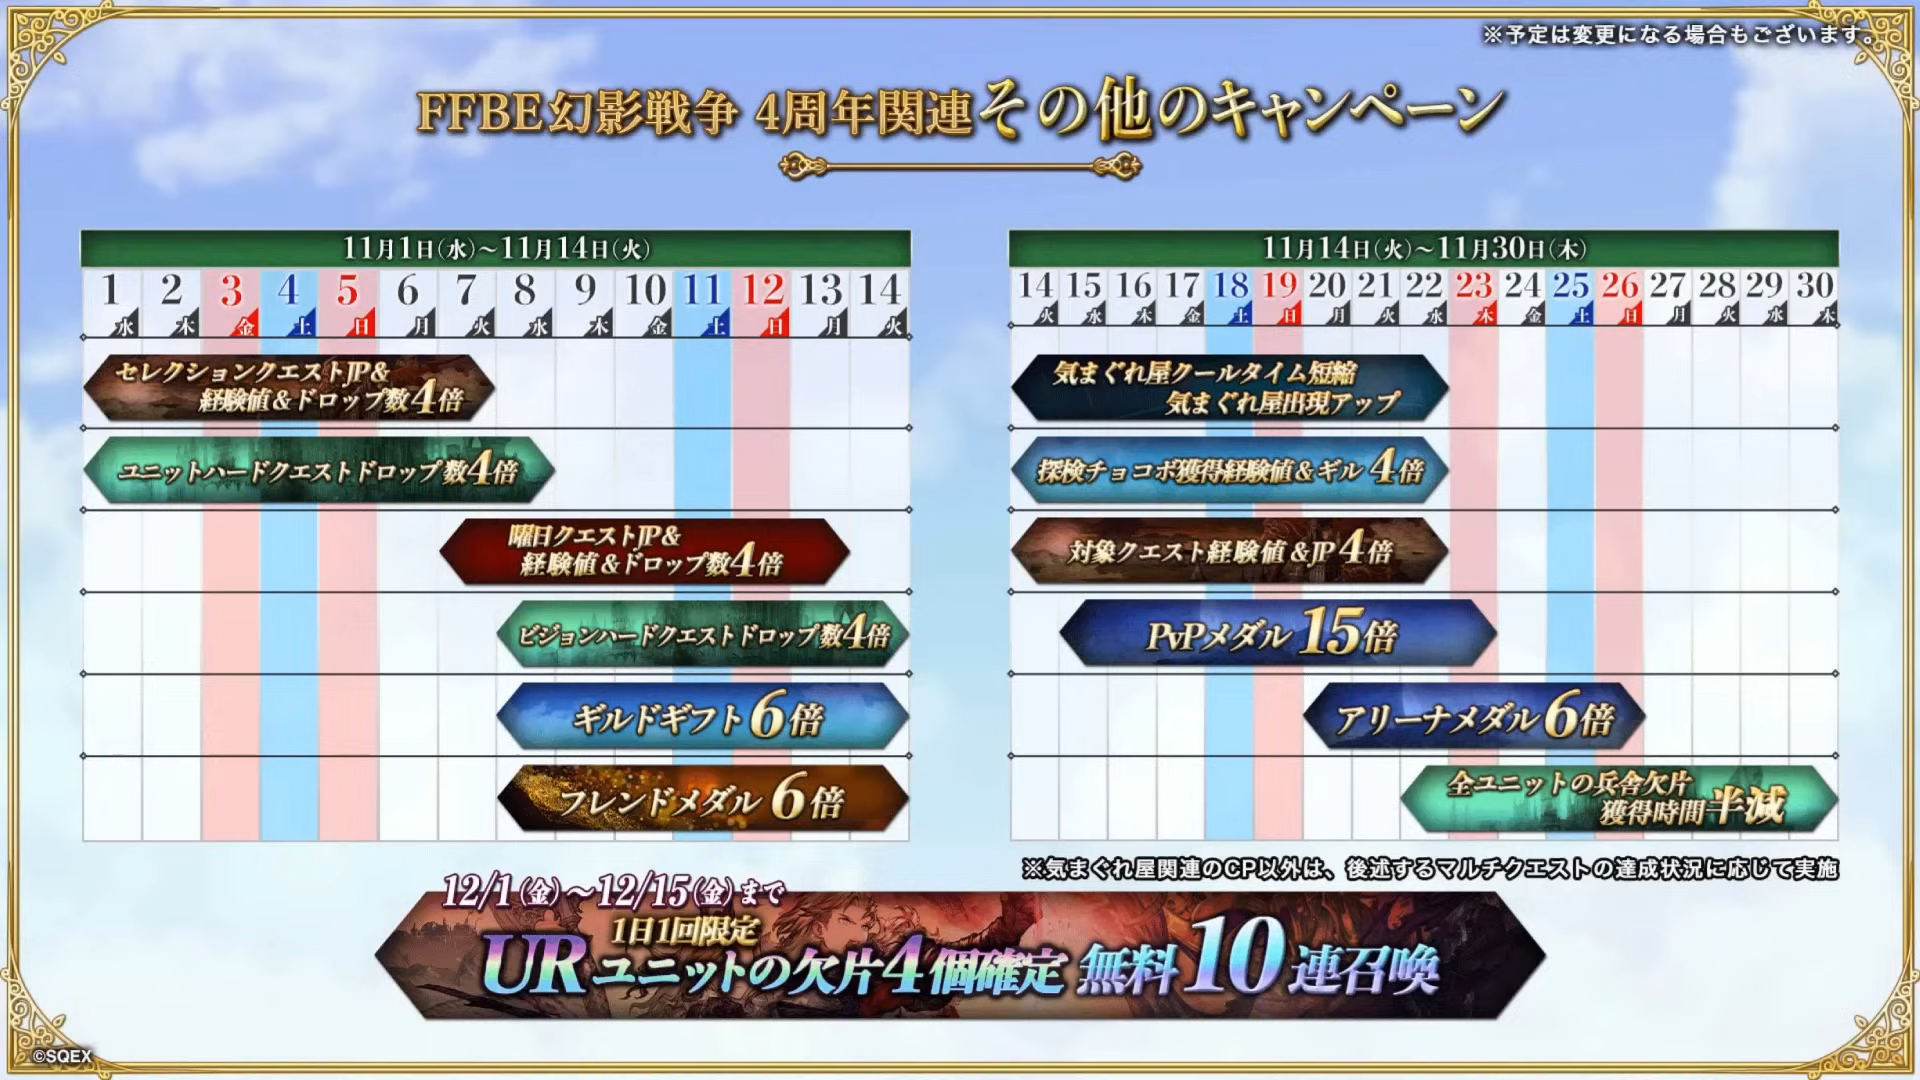 ※予定は変更になる場合もございます。
FFBE幻影戦争 4周年関連その他のキャンペーン
11月1日(水)～11月14日(火)
1 2 3 4 5 6 7 8 9 10 11 12 13 14
水 木 金 土 日 月 火 水 木 金 土 日 月 火
セレクションクエストJP&
経験値&ドロップ数4倍
ユニットハードクエストドロップ数4倍
曜日クエストJP&
経験値&ドロップ数4倍
ビジョンハードクエストドロップ数4倍
ギルドギフト6倍
フレンドメダル6倍
11月14日(火)～11月30日(木)
14 15 16 17 18 19 20 21 22 23 24 25 26 27 28 29 30
火 水 木 金 土 日 月 火 水 木 金 土 日 月 火 水 木
気まぐれ屋クールタイム短縮
気まぐれ屋出現アップ
探検チョコボ獲得経験値&ギル4倍
対象クエスト経験値&JP4倍
PvPメダル15倍
アリーナメダル6倍
全ユニットの兵舎欠片
獲得時間半減
※気まぐれ屋関連のCP以外は、後述するマルチクエストの達成状況に応じて実施
12/1(金)～12/15(金)まで
1日1回限定
URユニットの欠片4個確定 無料10連召喚
©SQEX